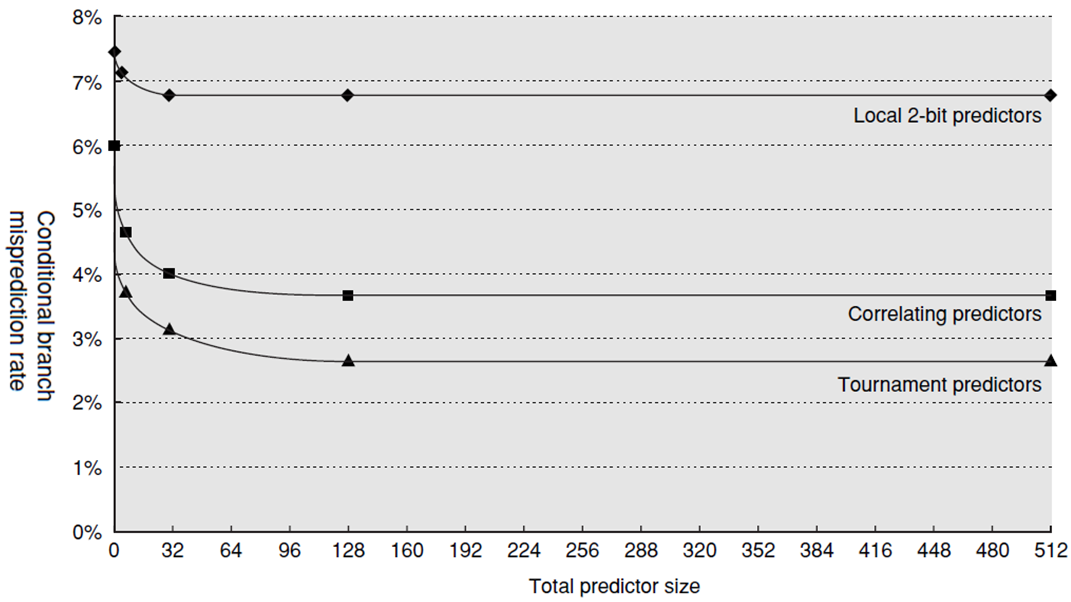 8%
7%
6%
5%
4%
3%
2%
1%
0%
Conditional branch
misprediction rate
Local 2-bit predictors
Correlating predictors
Tournament predictors
0 32 64 96 128 160 192 224 256 288 320 352 384 416 448 480 512
Total predictor size